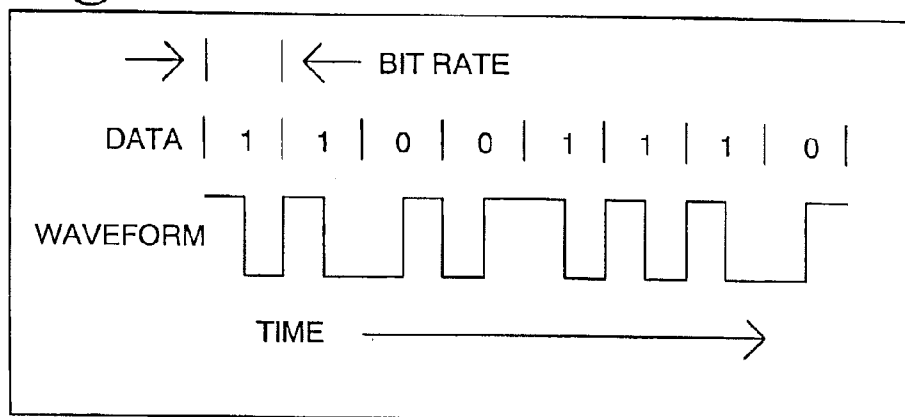 BIT RATE
DATA | 1 | 1 | 0 | 0 | 1 | 1 | 1 | 0 |
WAVEFORM
TIME